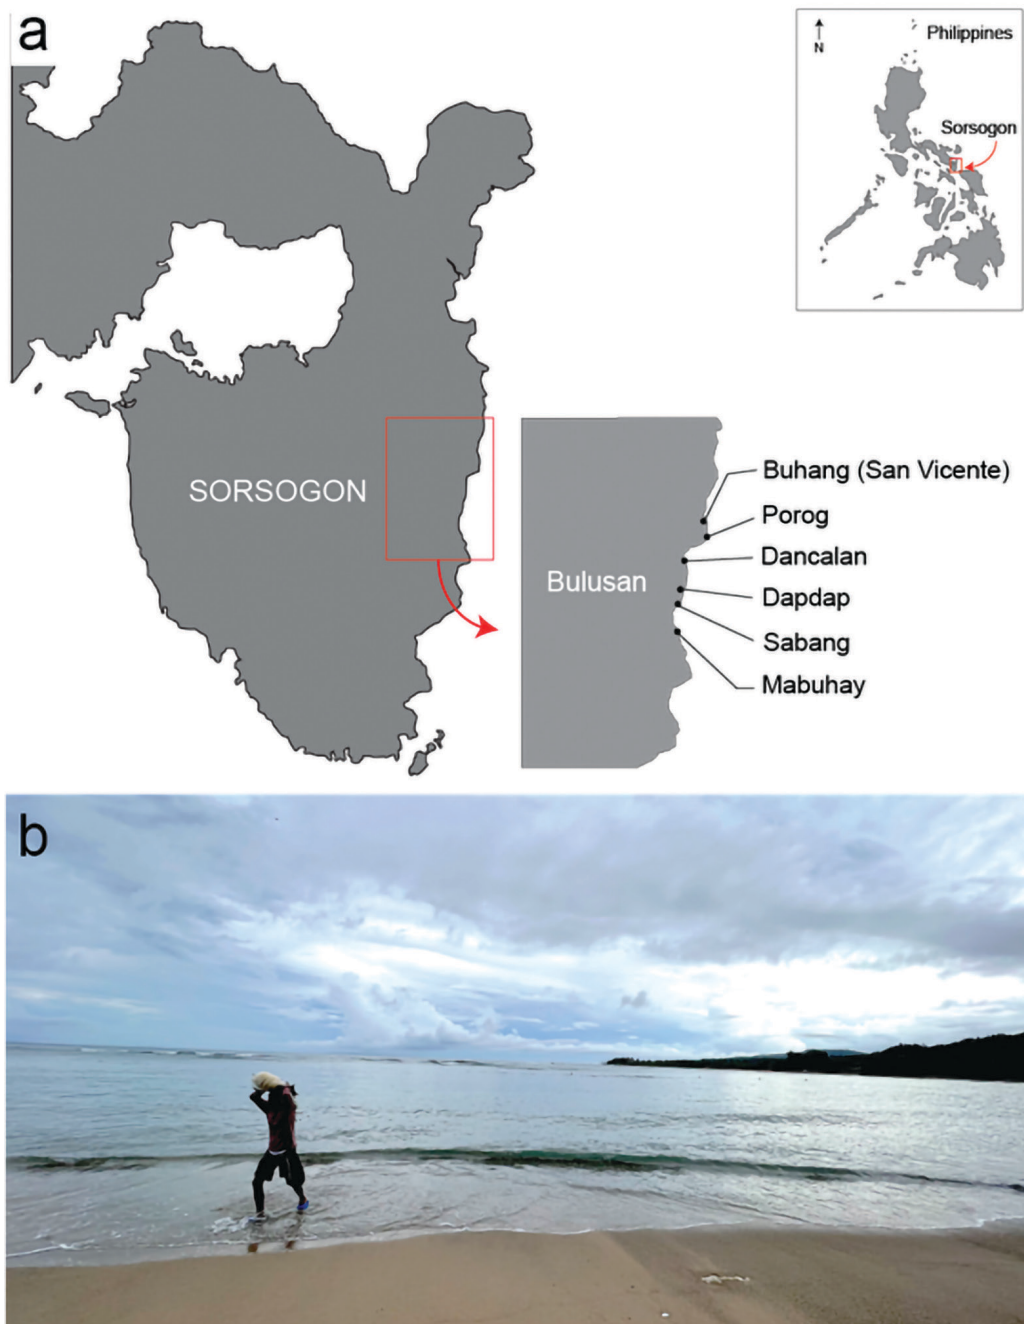 a
Philippines
N
Sorsogon
SORSOGON
Bulusan
Buhang (San Vicente)
Porog
Dancalan
Dapdap
Sabang
Mabuhay
b